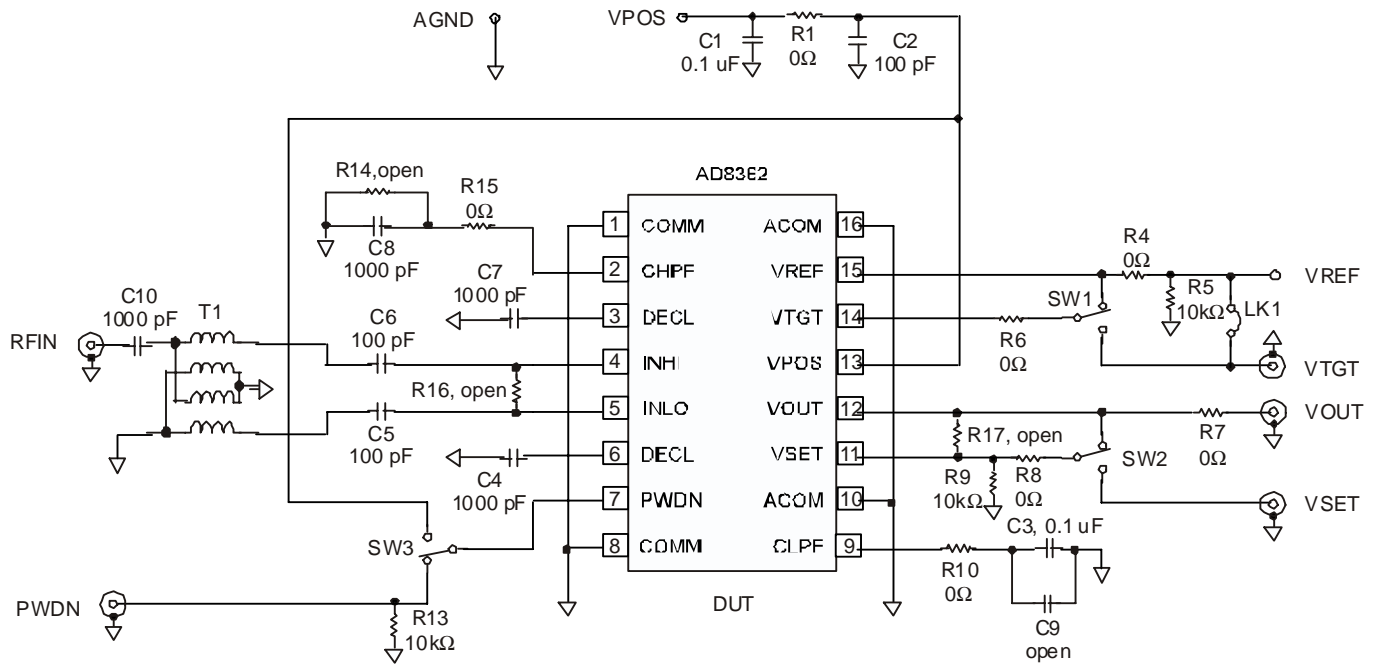 AGND
VPOS
C1
0.1 uF
R1
0Ω
C2
100 pF
R14,open
R15
0Ω
C8
1000 pF
C7
1000 pF
C10
1000 pF
T1
C6
100 pF
RFIN
R16, open
C5
100 pF
C4
1000 pF
SW3
PWDN
R13
10kΩ
AD8362
1 COMM ACOM 16
2 CHPF VREF 15
3 DECL VTGT 14
4 INHI VPOS 13
5 INLO VOUT 12
6 DECL VSET 11
7 PWDN ACOM 10
8 COMM CLPF 9
DUT
R4
0Ω
VREF
SW1
R5
10kΩ
LK1
R6
0Ω
VTGT
VOUT
R17, open
R7
0Ω
SW2
R9
10kΩ
R8
0Ω
VSET
C3, 0.1 uF
R10
0Ω
C9
open